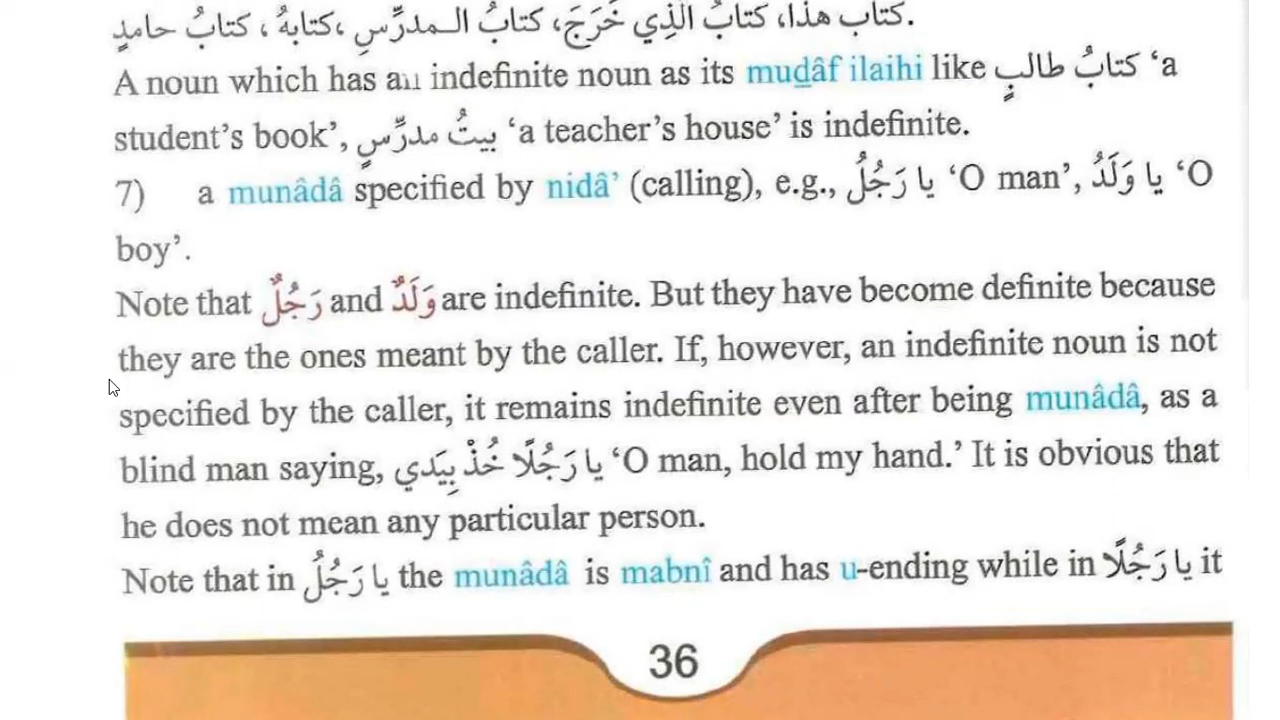 كتابُ حامدٍ ، كتابهُ ،كتابُ الـمدرِّسِ ،كتابُ الَّذِي خَرَجَ ،كتابُ هذا.
A noun which has an indefinite noun as its muḏâf ilaihi like كتابُ طالبٍ ‘a
student’s book’, بيتُ مدرِّسٍ ‘a teacher’s house’ is indefinite.
7) a munâdâ specified by nidâ’ (calling), e.g., يا رَجُلُ ‘O man’, يا وَلَدُ ‘O
boy’.
Note that رَجُلٌ and وَلَدٌ are indefinite. But they have become definite because
they are the ones meant by the caller. If, however, an indefinite noun is not
specified by the caller, it remains indefinite even after being munâdâ, as a
blind man saying, يا رَجُلًا خُذْ بِيَدي ‘O man, hold my hand.’ It is obvious that
he does not mean any particular person.
Note that in يا رَجُلُ the munâdâ is mabnî and has u-ending while in يا رَجُلًا it
36